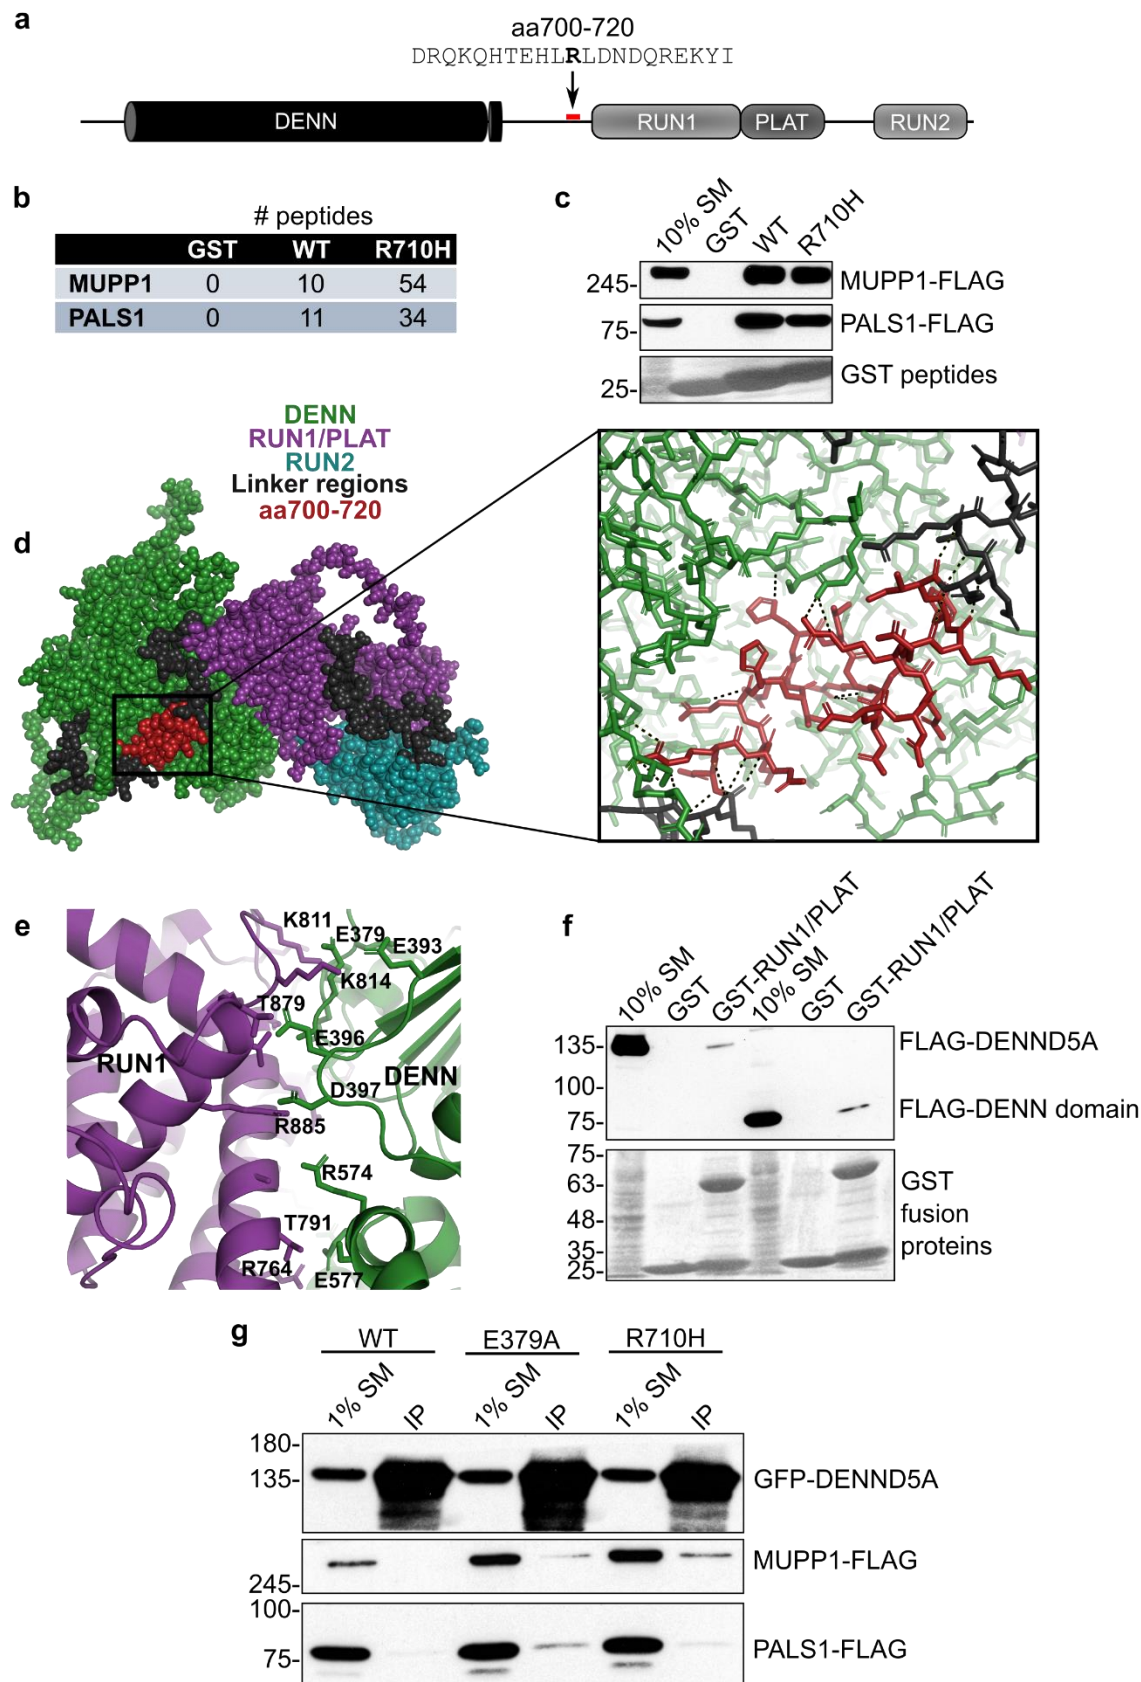 a
aa700-720
DRQKQHTEHLRLDNDQREKYI
DENN
RUN1
PLAT
RUN2
b
# peptides
GST WT R710H
MUPP1 0 10 54
PALS1 0 11 34
c
10% SM
GST
WT
R710H
245- MUPP1-FLAG
75- PALS1-FLAG
25- GST peptides
d
DENN
RUN1/PLAT
RUN2
Linker regions
aa700-720
e
K811
E379
E393
K814
T879
E396
RUN1
DENN
D397
R885
R574
T791
R764
E577
f
10% SM
GST
GST-RUN1/PLAT
10% SM
GST
GST-RUN1/PLAT
135- FLAG-DENND5A
100-
75- FLAG-DENN domain
75-
63- GST
48- fusion
35- proteins
25-
g
WT E379A R710H
1% SM
IP
1% SM
IP
1% SM
IP
180-
135- GFP-DENND5A
MUPP1-FLAG
245-
100-
75- PALS1-FLAG